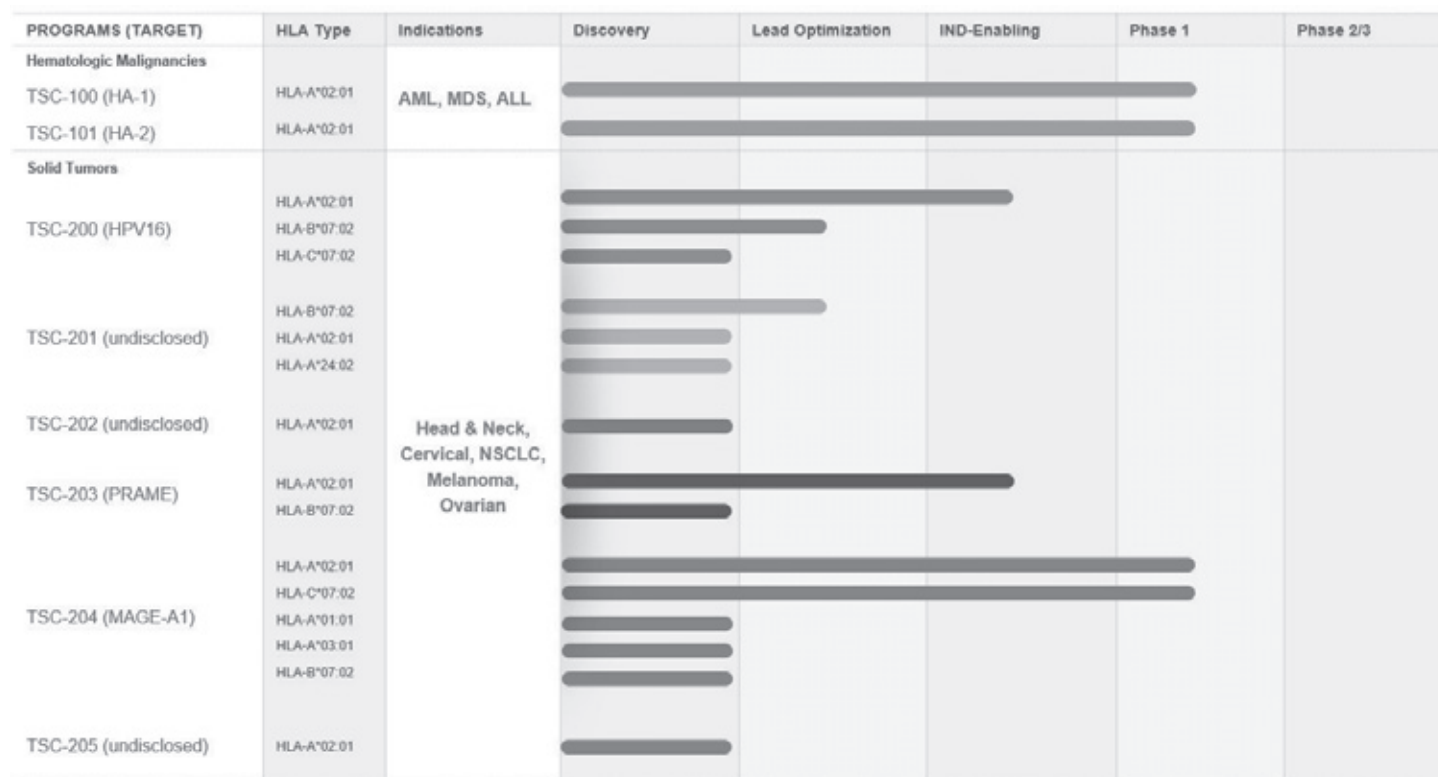 PROGRAMS (TARGET) HLA Type Indications Discovery Lead Optimization IND-Enabling Phase 1 Phase 2/3
Hematologic Malignancies
TSC-100 (HA-1) HLA-A*02:01 AML, MDS, ALL
TSC-101 (HA-2) HLA-A*02:01
Solid Tumors
HLA-A*02:01
TSC-200 (HPV16) HLA-B*07:02
HLA-C*07:02
HLA-B*07:02
TSC-201 (undisclosed) HLA-A*02:01
HLA-A*24:02
TSC-202 (undisclosed) HLA-A*02:01
Head & Neck,
Cervical, NSCLC,
Melanoma,
Ovarian
TSC-203 (PRAME) HLA-A*02:01
HLA-B*07:02
HLA-A*02:01
HLA-C*07:02
TSC-204 (MAGE-A1) HLA-A*01:01
HLA-A*03:01
HLA-B*07:02
TSC-205 (undisclosed) HLA-A*02:01